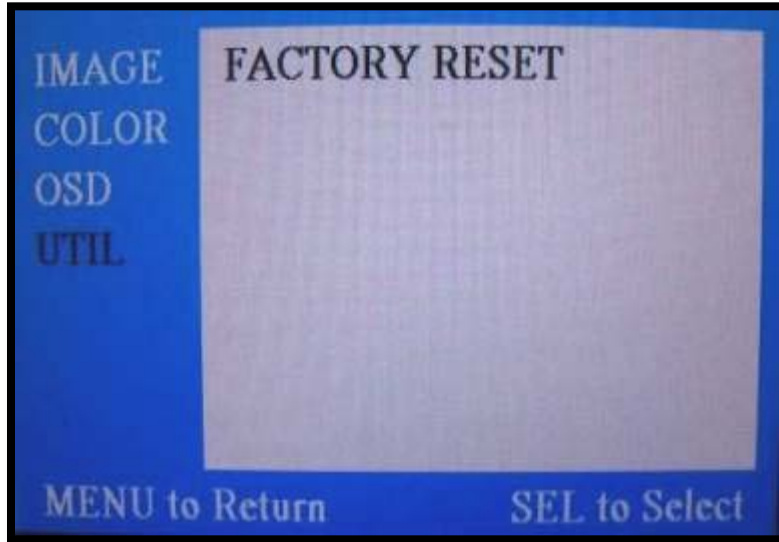 IMAGE
COLOR
OSD
UTIL
FACTORY RESET
MENU to Return
SEL to Select